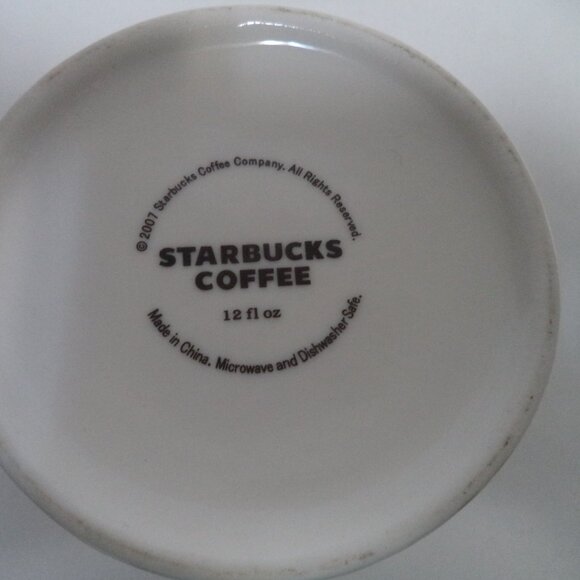 © 2007 Starbucks Coffee Company. All Rights Reserved.
STARBUCKS
COFFEE
12 fl oz
Made in China. Microwave and Dishwasher Safe.